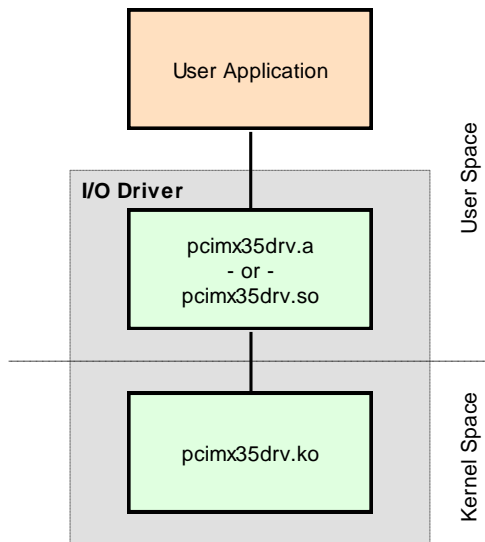 User Application
User Space
I/O Driver
pcimx35drv.a
- or -
pcimx35drv.so
pcimx35drv.ko
Kernel Space